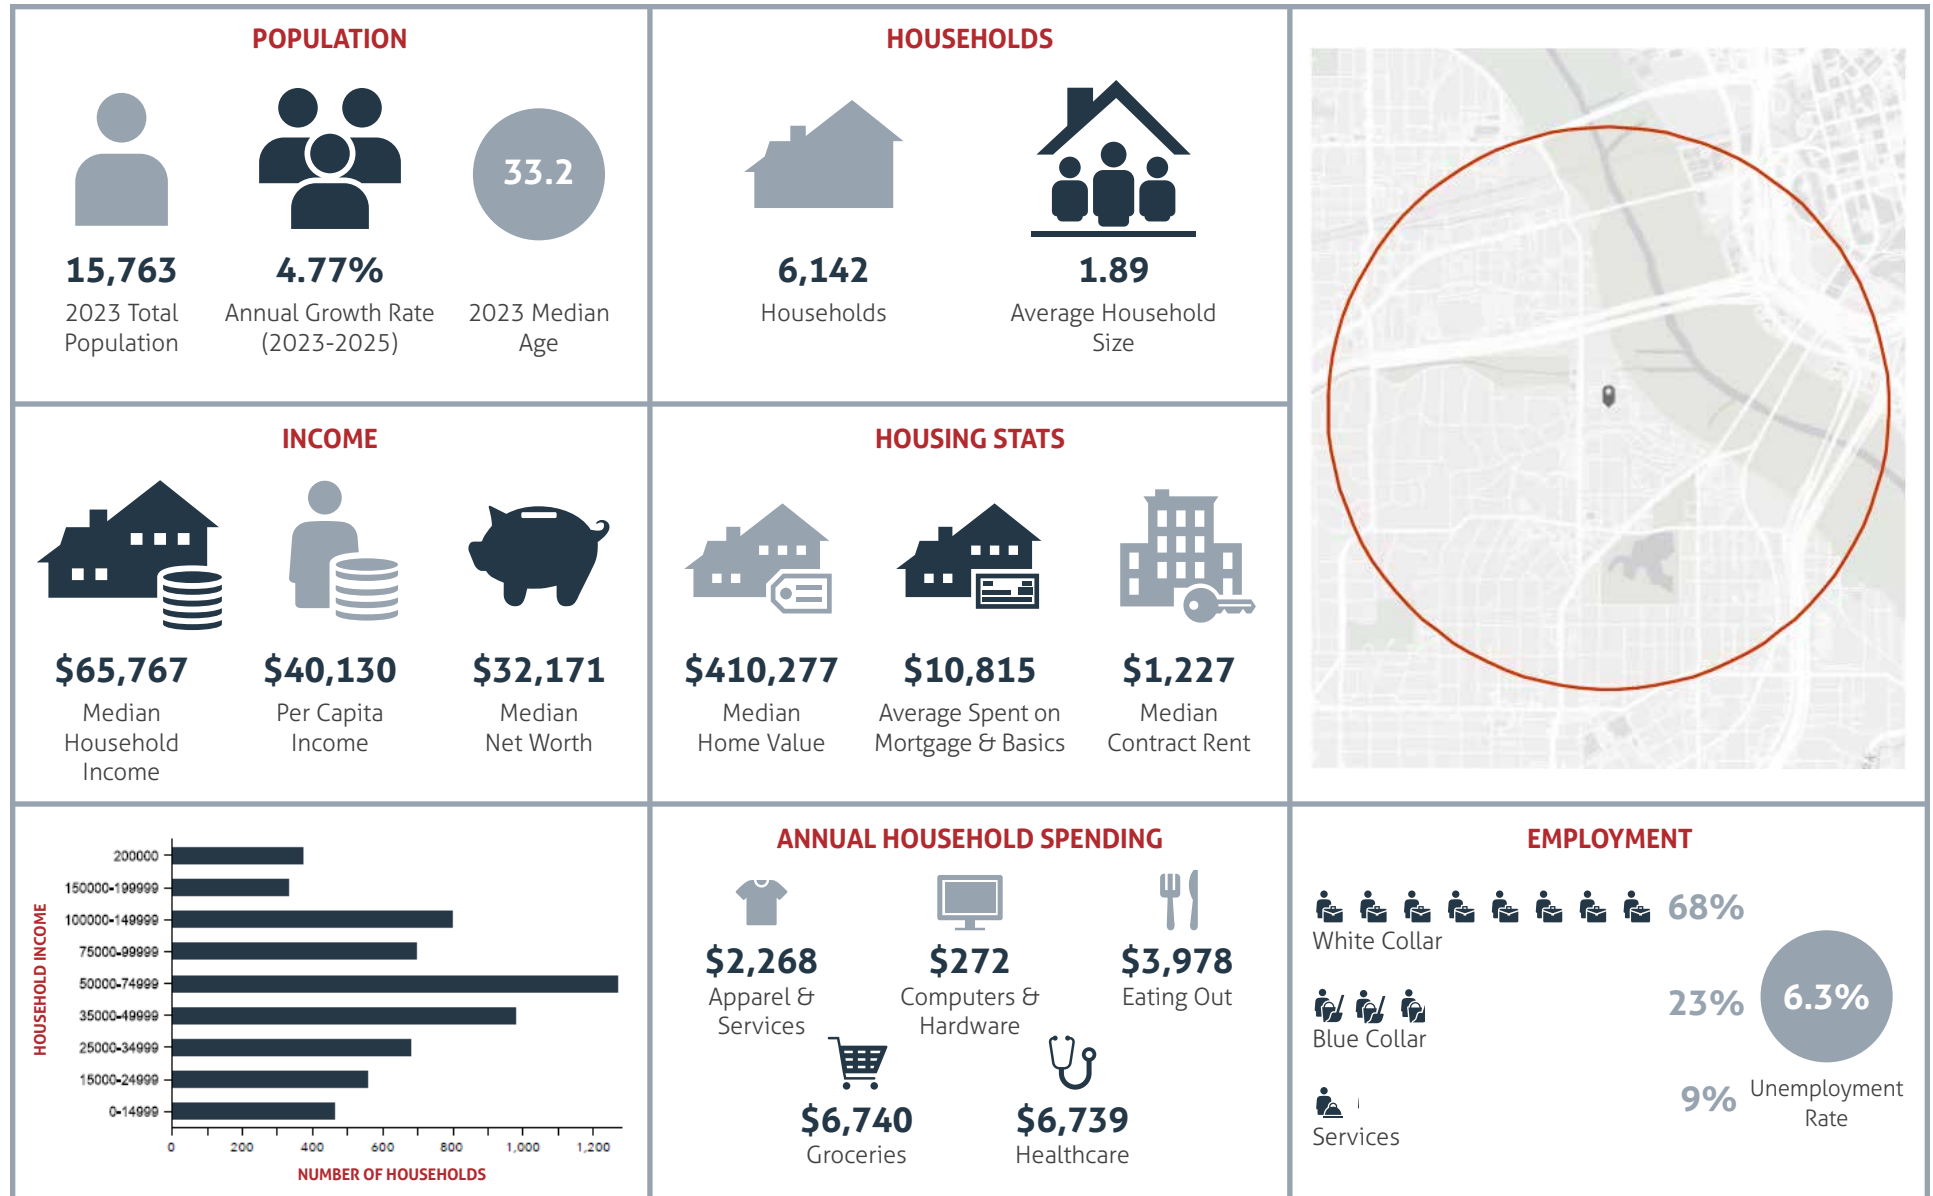 POPULATION
33.2
15,763
2023 Total
Population
4.77%
Annual Growth Rate
(2023-2025)
2023 Median
Age
HOUSEHOLDS
6,142
Households
1.89
Average Household
Size
INCOME
$65,767
Median
Household
Income
$40,130
Per Capita
Income
$32,171
Median
Net Worth
HOUSING STATS
$410,277
Median
Home Value
$10,815
Average Spent on
Mortgage & Basics
$1,227
Median
Contract Rent
HOUSEHOLD INCOME
200000
150000-199999
100000-149999
75000-99999
50000-74999
35000-49999
25000-34999
15000-24999
0-14999
0 200 400 600 800 1,000 1,200
NUMBER OF HOUSEHOLDS
ANNUAL HOUSEHOLD SPENDING
$2,268
Apparel &
Services
$272
Computers &
Hardware
$3,978
Eating Out
$6,740
Groceries
$6,739
Healthcare
EMPLOYMENT
68%
White Collar
23%
Blue Collar
9%
Services
6.3%
Unemployment
Rate